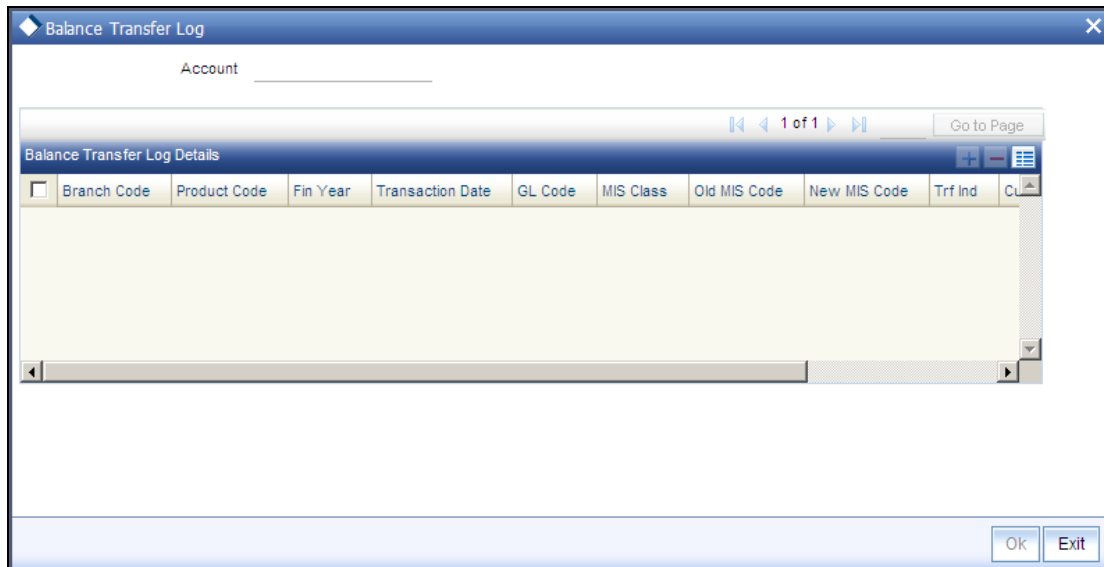 Balance Transfer Log
Account
1 of 1 Go to Page
Balance Transfer Log Details
Branch Code Product Code Fin Year Transaction Date GL Code MIS Class Old MIS Code New MIS Code Trf Ind
Ok Exit